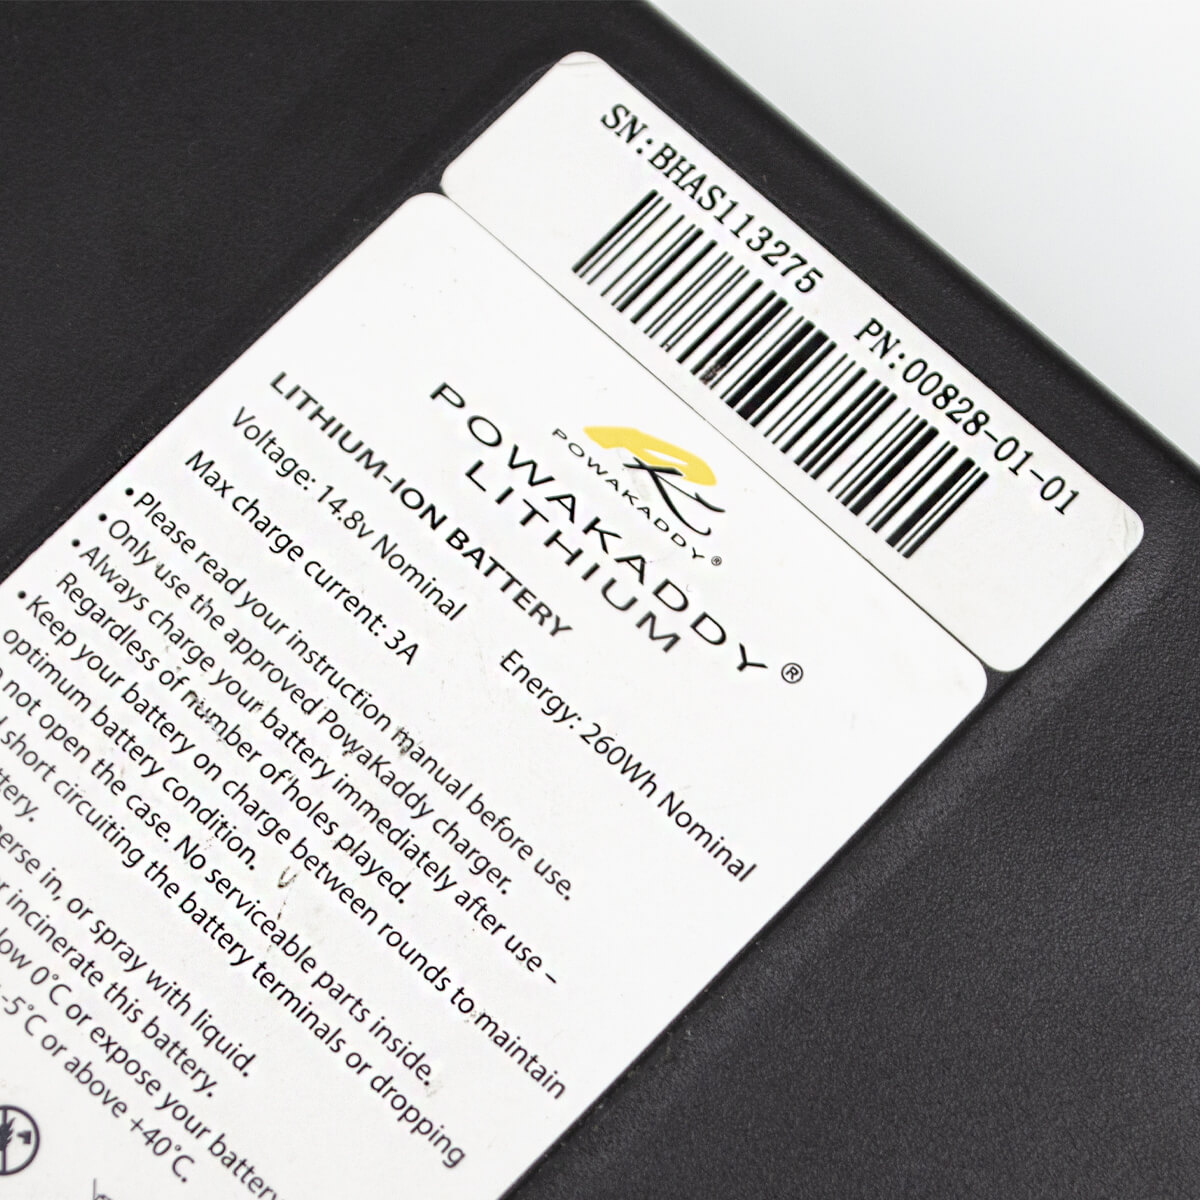 SN:BHAS113275 PN:00828-01-01
POWAKADDY®
POWAKADDY®
LITHIUM
LITHIUM-ION BATTERY
Voltage: 14.8v Nominal Energy: 260Wh Nominal
Max charge current: 3A
•Please read your instruction manual before use.
•Only use the approved PowaKaddy charger.
•Always charge your battery immediately after use –
Regardless of number of holes played.
•Keep your battery on charge between rounds to maintain
optimum battery condition.
not open the case. No serviceable parts inside.
short circuiting the battery terminals or dropping
in, or spray with liquid.
incinerate this battery.
0°C or expose your battery
-5°C or above +40°C.